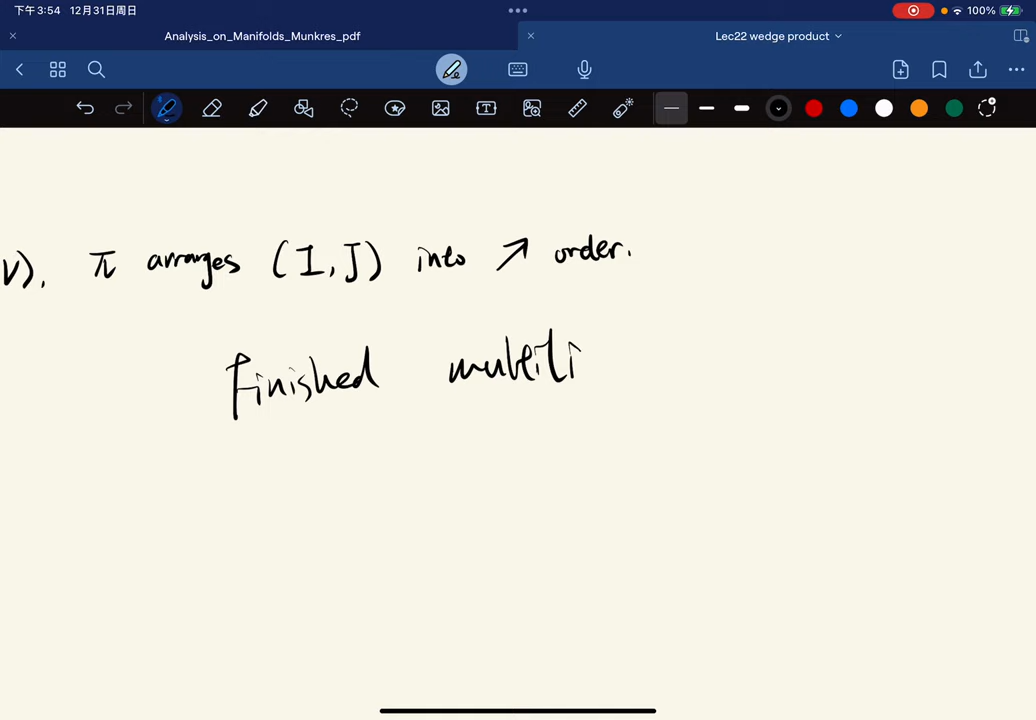 下午3:54 12月31日周日
100%
Analysis_on_Manifolds_Munkres_pdf
Lec22 wedge product
V), π arranges (I, J) into ↗ order.
Finished multili